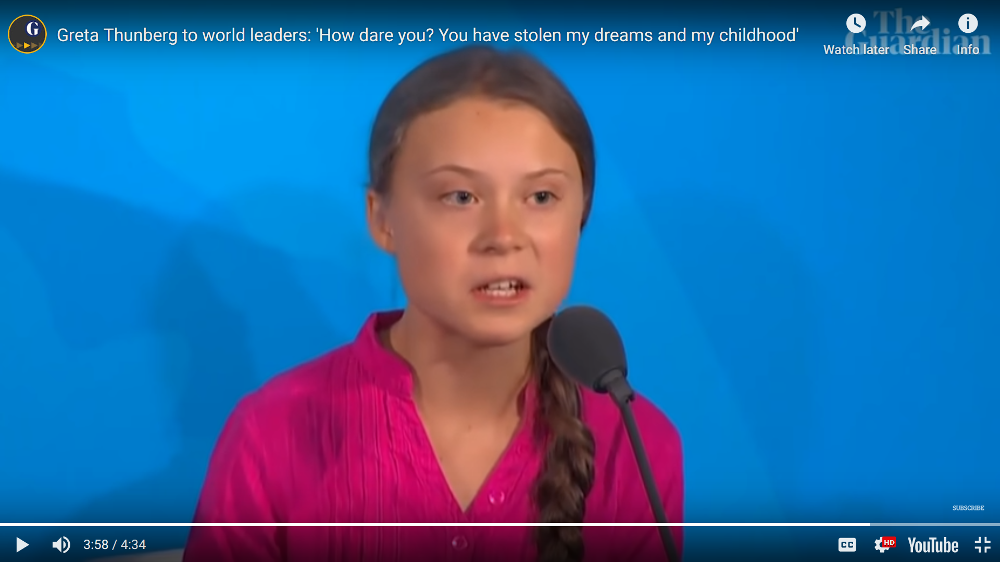 G
Greta Thunberg to world leaders: 'How dare you? You have stolen my dreams and my childhood'
The
Guardian
Watch later
Share
Info
SUBSCRIBE
3:58 / 4:34
CC
HD
YouTube